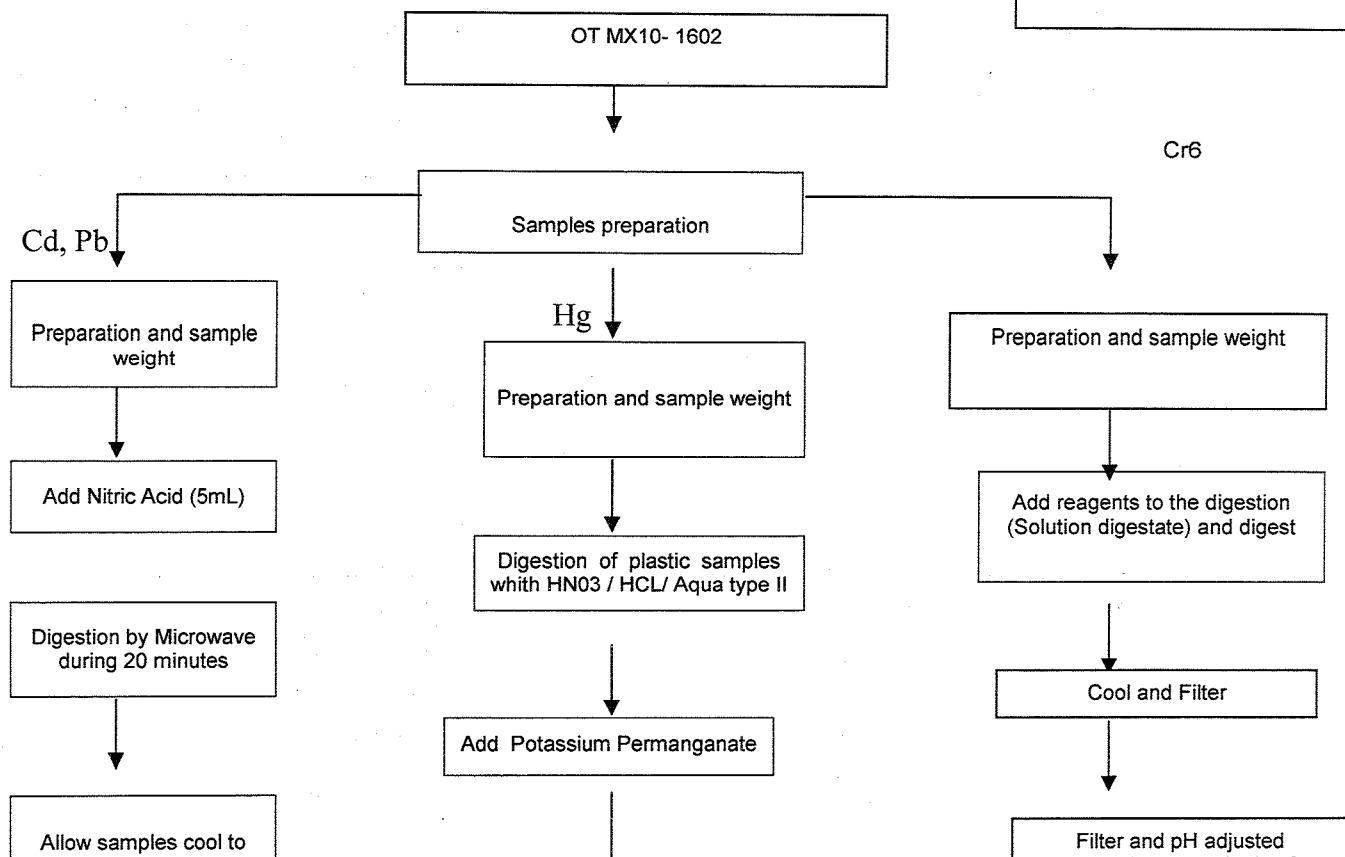 OT MX10- 1602
Cr6
Samples preparation
Cd, Pb
Preparation and sample
weight
Add Nitric Acid (5mL)
Digestion by Microwave
during 20 minutes
Allow samples cool to
Hg
Preparation and sample weight
Digestion of plastic samples
whith HN03 / HCL/ Aqua type II
Add Potassium Permanganate
Preparation and sample weight
Add reagents to the digestion
(Solution digestate) and digest
Cool and Filter
Filter and pH adjusted